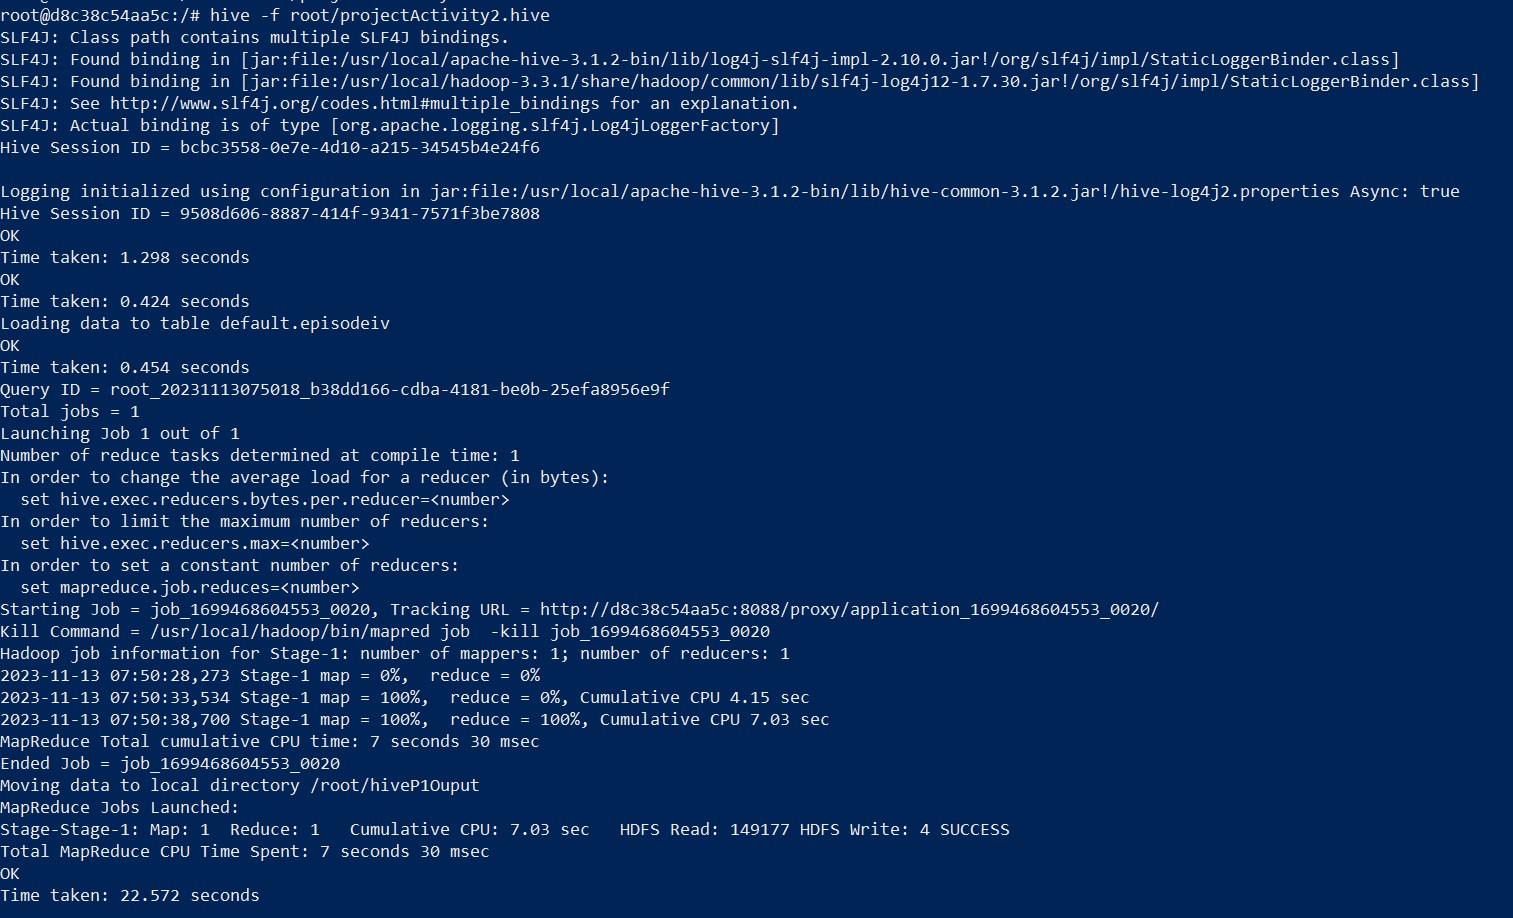 root@d8c38c54aa5c:/# hive -f root/projectActivity2.hive
SLF4J: Class path contains multiple SLF4J bindings.
SLF4J: Found binding in [jar:file:/usr/local/apache-hive-3.1.2-bin/lib/log4j-slf4j-impl-2.10.0.jar!/org/slf4j/impl/StaticLoggerBinder.class]
SLF4J: Found binding in [jar:file:/usr/local/hadoop-3.3.1/share/hadoop/common/lib/slf4j-log4j12-1.7.30.jar!/org/slf4j/impl/StaticLoggerBinder.class]
SLF4J: See http://www.slf4j.org/codes.html#multiple_bindings for an explanation.
SLF4J: Actual binding is of type [org.apache.logging.slf4j.Log4jLoggerFactory]
Hive Session ID = bcbc3558-0e7e-4d10-a215-34545b4e24f6
Logging initialized using configuration in jar:file:/usr/local/apache-hive-3.1.2-bin/lib/hive-common-3.1.2.jar!/hive-log4j2.properties Async: true
Hive Session ID = 9508d606-8887-414f-9341-7571f3be7808
OK
Time taken: 1.298 seconds
OK
Time taken: 0.424 seconds
Loading data to table default.episodeiv
OK
Time taken: 0.454 seconds
Query ID = root_20231113075018_b38dd166-cdba-4181-be0b-25efa8956e9f
Total jobs = 1
Launching Job 1 out of 1
Number of reduce tasks determined at compile time: 1
In order to change the average load for a reducer (in bytes):
  set hive.exec.reducers.bytes.per.reducer=<number>
In order to limit the maximum number of reducers:
  set hive.exec.reducers.max=<number>
In order to set a constant number of reducers:
  set mapreduce.job.reduces=<number>
Starting Job = job_1699468604553_0020, Tracking URL = http://d8c38c54aa5c:8088/proxy/application_1699468604553_0020/
Kill Command = /usr/local/hadoop/bin/mapred job  -kill job_1699468604553_0020
Hadoop job information for Stage-1: number of mappers: 1; number of reducers: 1
2023-11-13 07:50:28,273 Stage-1 map = 0%,  reduce = 0%
2023-11-13 07:50:33,534 Stage-1 map = 100%,  reduce = 0%, Cumulative CPU 4.15 sec
2023-11-13 07:50:38,700 Stage-1 map = 100%,  reduce = 100%, Cumulative CPU 7.03 sec
MapReduce Total cumulative CPU time: 7 seconds 30 msec
Ended Job = job_1699468604553_0020
Moving data to local directory /root/hiveP1Ouput
MapReduce Jobs Launched:
Stage-Stage-1: Map: 1  Reduce: 1   Cumulative CPU: 7.03 sec   HDFS Read: 149177 HDFS Write: 4 SUCCESS
Total MapReduce CPU Time Spent: 7 seconds 30 msec
OK
Time taken: 22.572 seconds